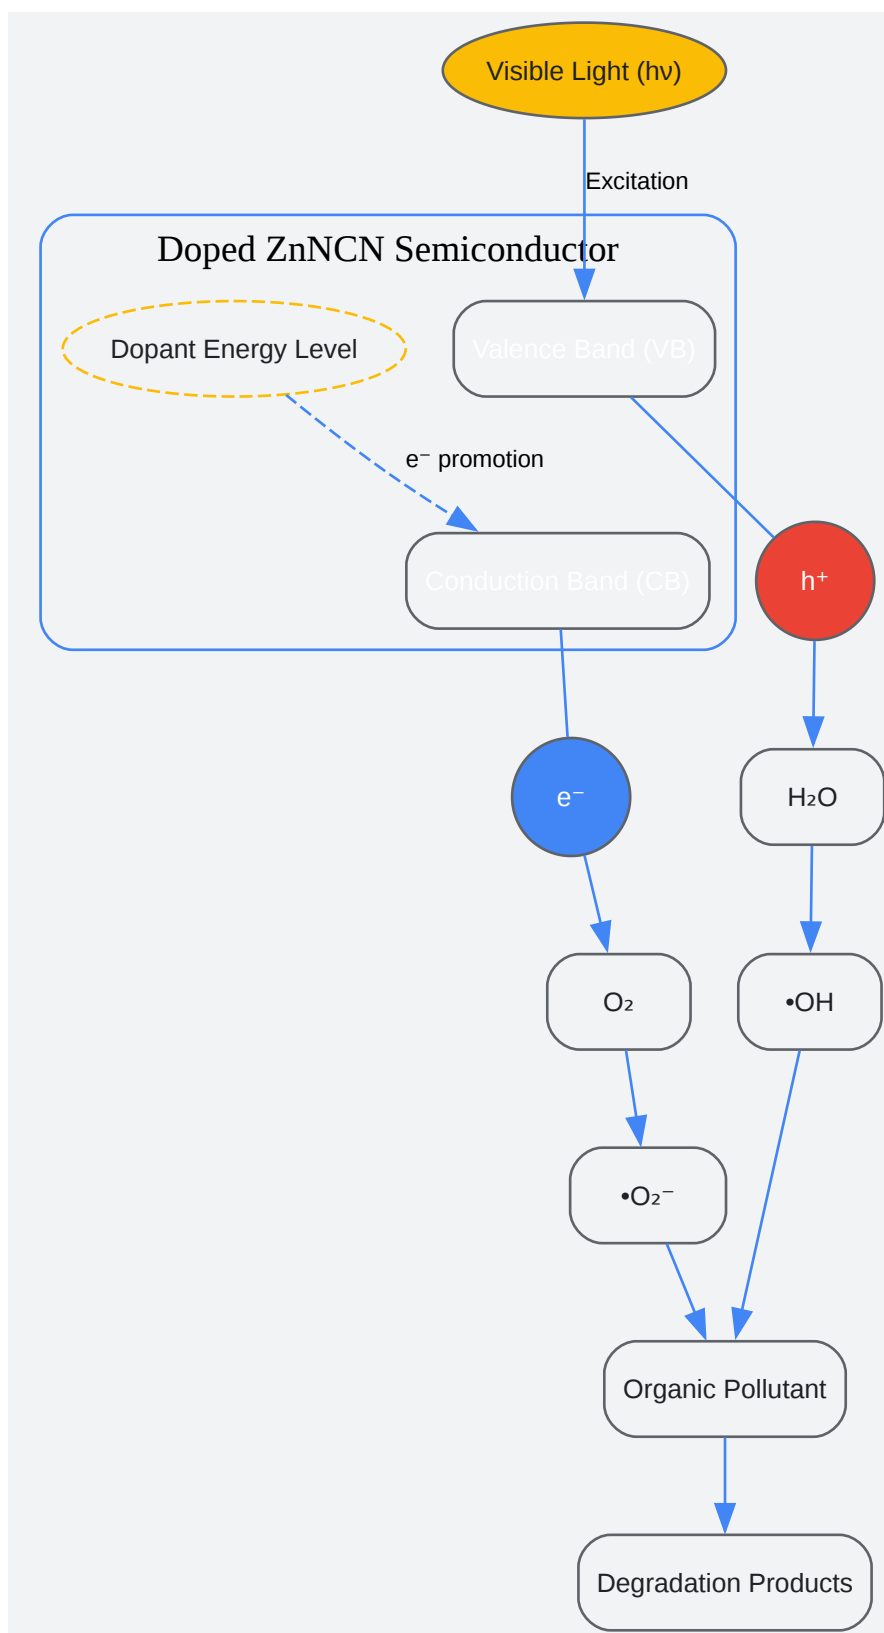 Visible Light (hν)
Excitation
Doped ZnNCN Semiconductor
Dopant Energy Level
Valence Band (VB)
e⁻ promotion
Conduction Band (CB)
h⁺
e⁻
H₂O
O₂
•OH
•O₂⁻
Organic Pollutant
Degradation Products